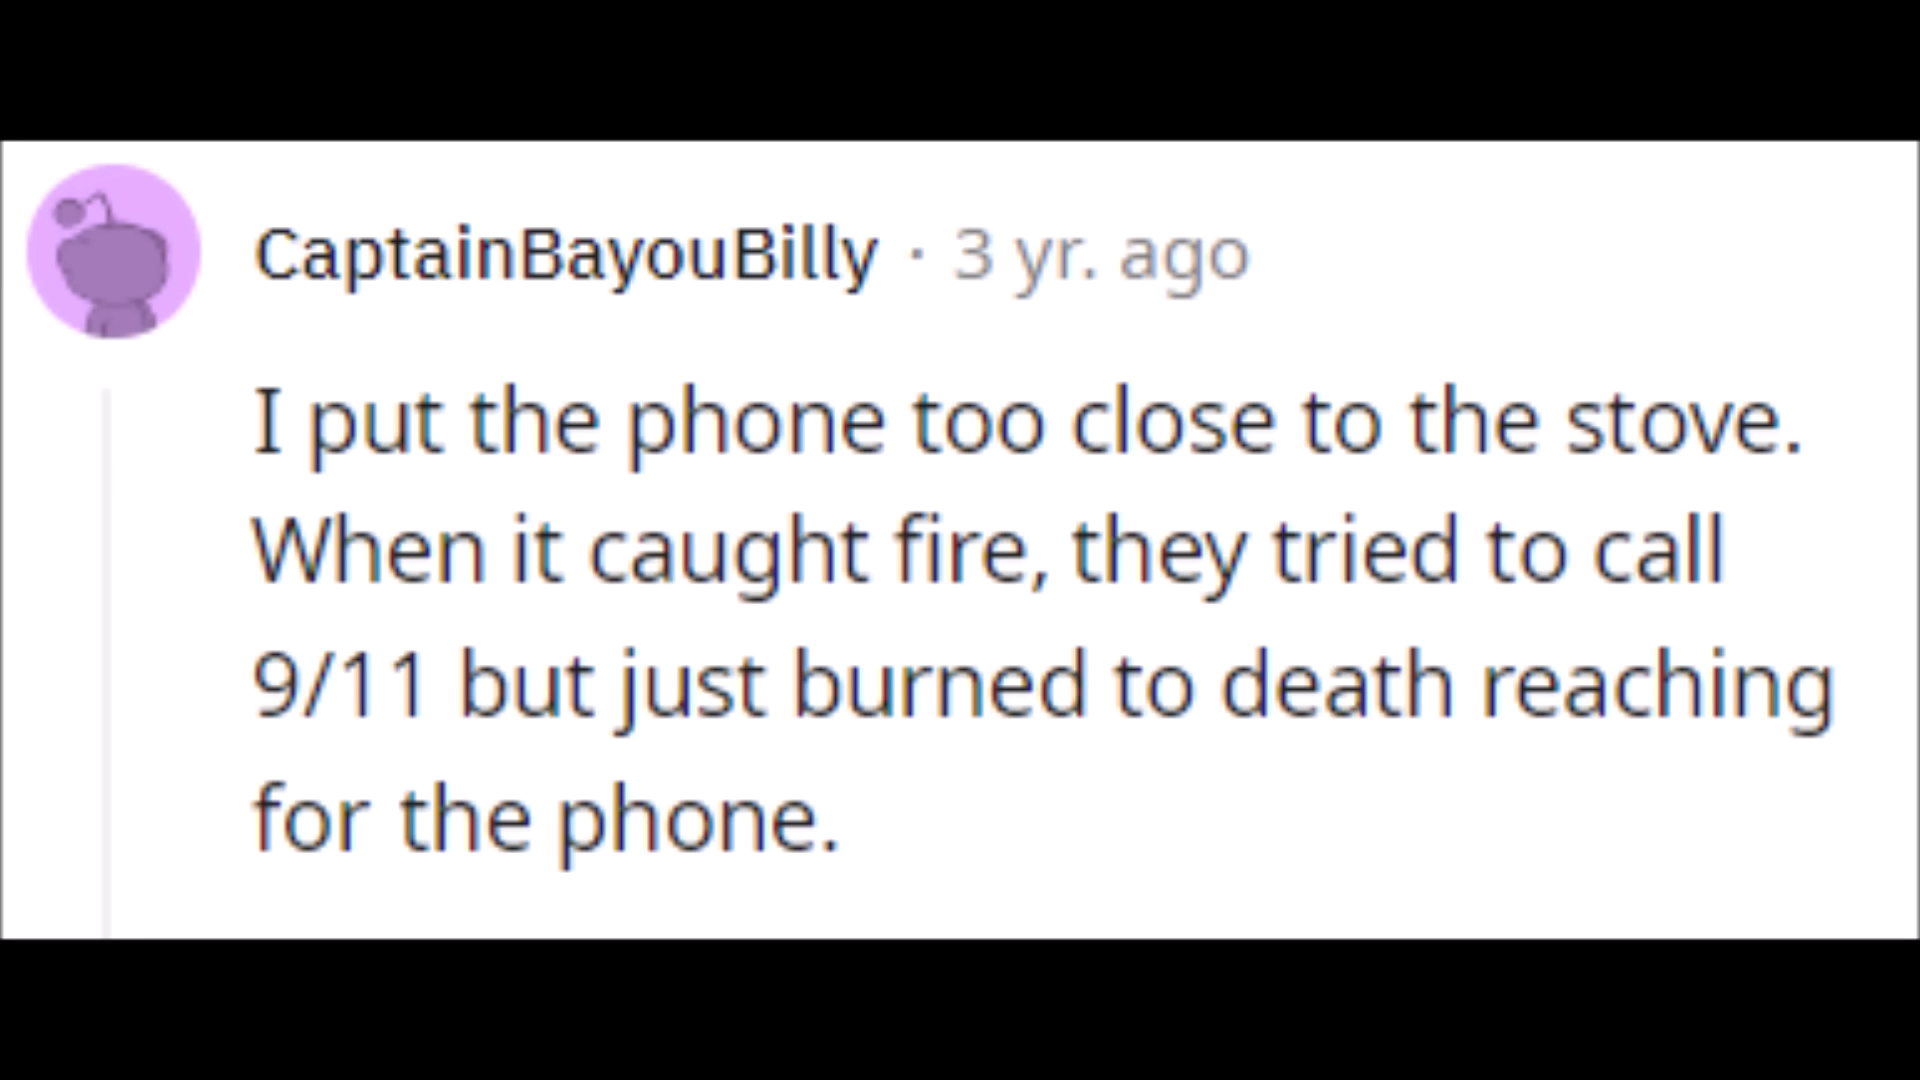 CaptainBayouBilly · 3 yr. ago
I put the phone too close to the stove.
When it caught fire, they tried to call
9/11 but just burned to death reaching
for the phone.